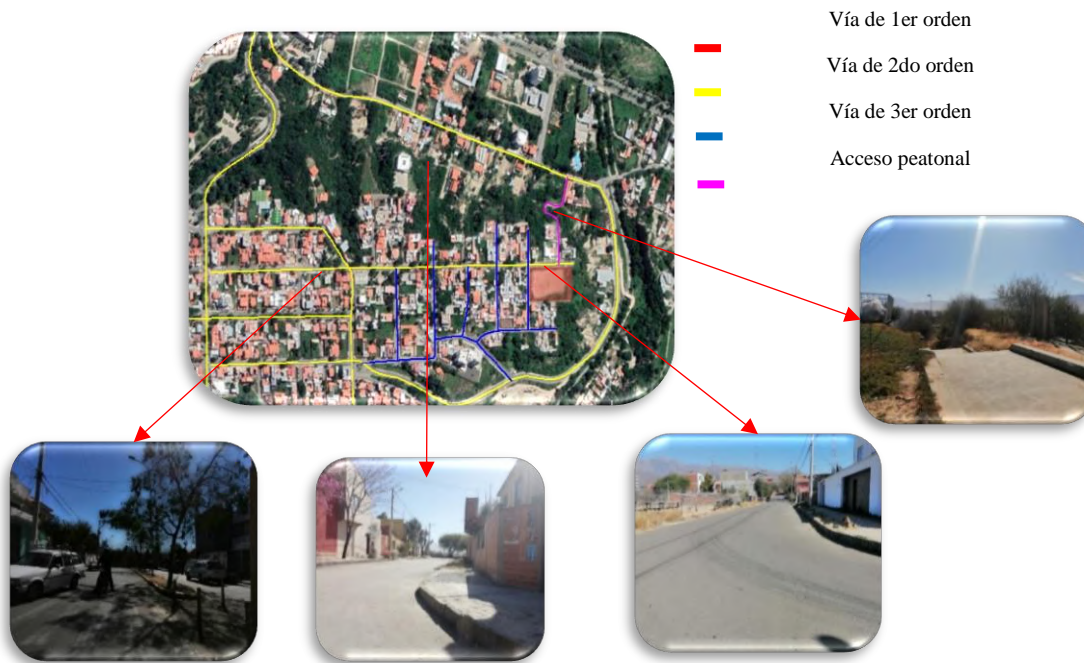 Vía de 1er orden
Vía de 2do orden
Vía de 3er orden
Acceso peatonal